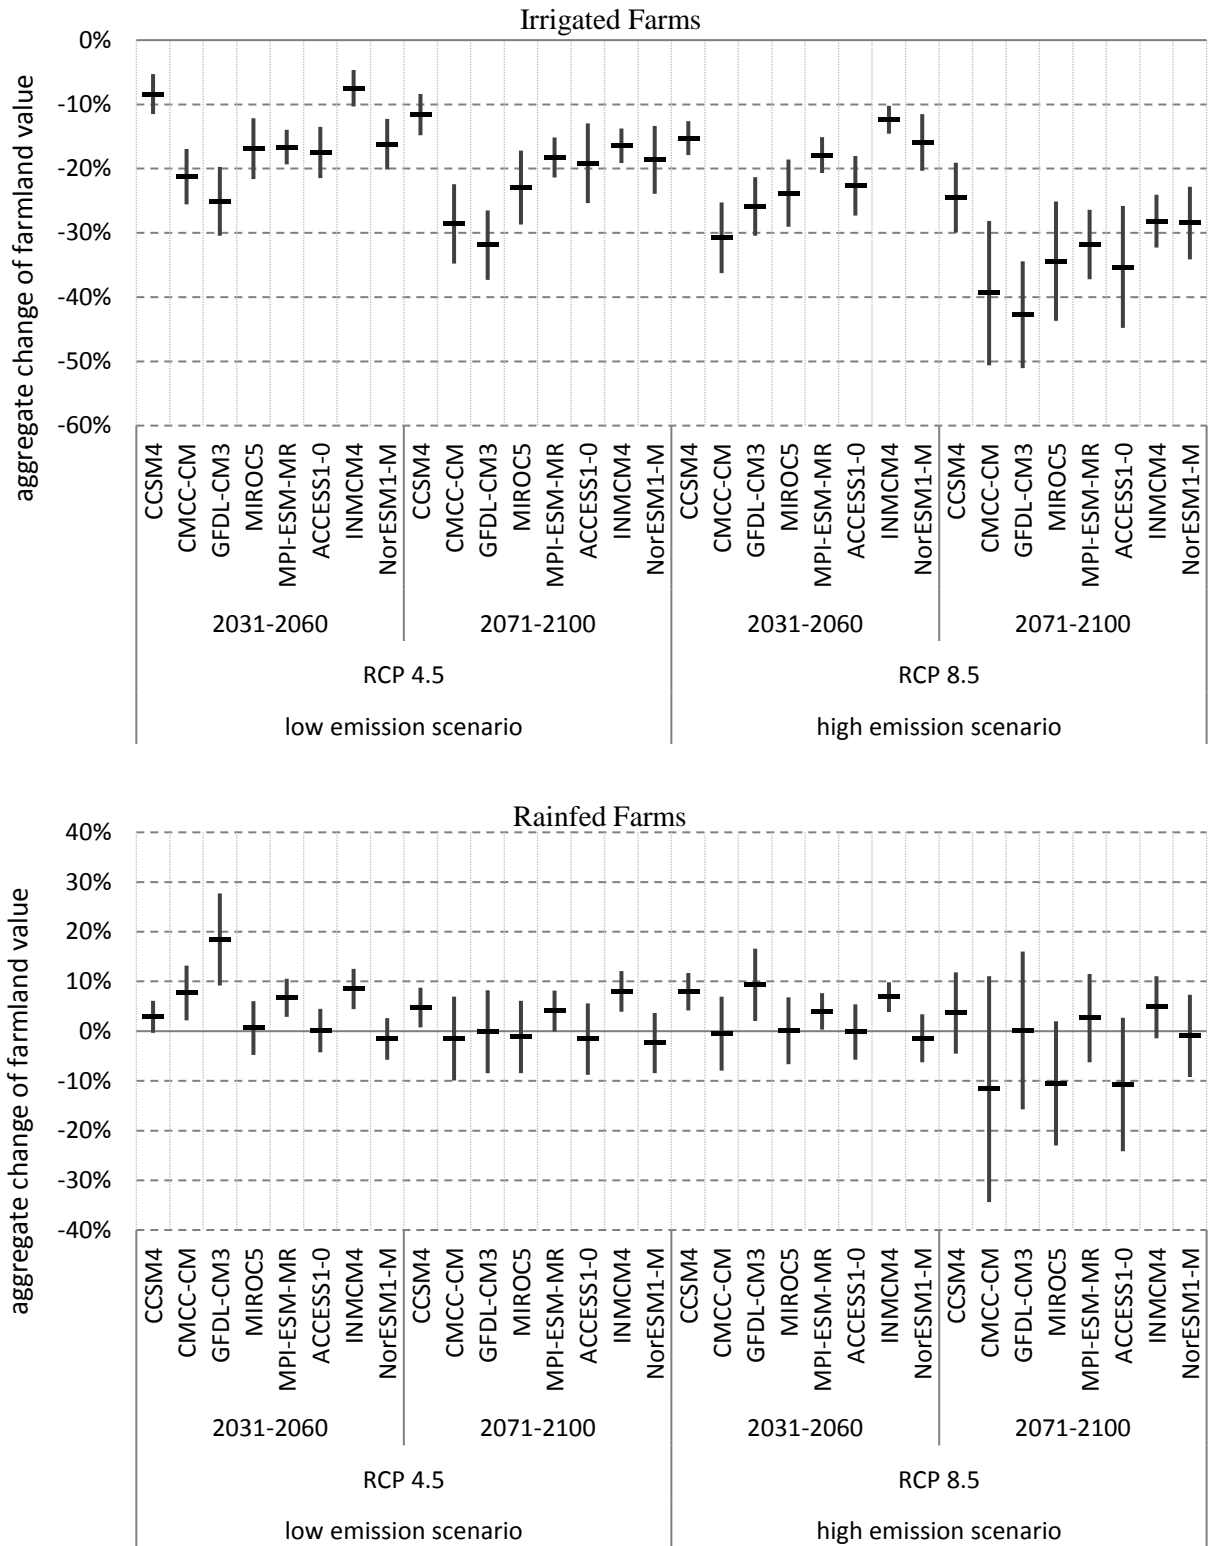 Irrigated Farms
aggregate change of farmland value
0%
-10%
-20%
-30%
-40%
-50%
-60%
CCSM4
CMCC-CM
GFDL-CM3
MIROC5
MPI-ESM-MR
ACCESS1-0
INMCM4
NorESM1-M
CCSM4
CMCC-CM
GFDL-CM3
MIROC5
MPI-ESM-MR
ACCESS1-0
INMCM4
NorESM1-M
CCSM4
CMCC-CM
GFDL-CM3
MIROC5
MPI-ESM-MR
ACCESS1-0
INMCM4
NorESM1-M
CCSM4
CMCC-CM
GFDL-CM3
MIROC5
MPI-ESM-MR
ACCESS1-0
INMCM4
NorESM1-M
2031-2060
2071-2100
2031-2060
2071-2100
RCP 4.5
RCP 8.5
low emission scenario
high emission scenario
Rainfed Farms
aggregate change of farmland value
40%
30%
20%
10%
0%
-10%
-20%
-30%
-40%
CCSM4
CMCC-CM
GFDL-CM3
MIROC5
MPI-ESM-MR
ACCESS1-0
INMCM4
NorESM1-M
CCSM4
CMCC-CM
GFDL-CM3
MIROC5
MPI-ESM-MR
ACCESS1-0
INMCM4
NorESM1-M
CCSM4
CMCC-CM
GFDL-CM3
MIROC5
MPI-ESM-MR
ACCESS1-0
INMCM4
NorESM1-M
CCSM4
CMCC-CM
GFDL-CM3
MIROC5
MPI-ESM-MR
ACCESS1-0
INMCM4
NorESM1-M
2031-2060
2071-2100
2031-2060
2071-2100
RCP 4.5
RCP 8.5
low emission scenario
high emission scenario